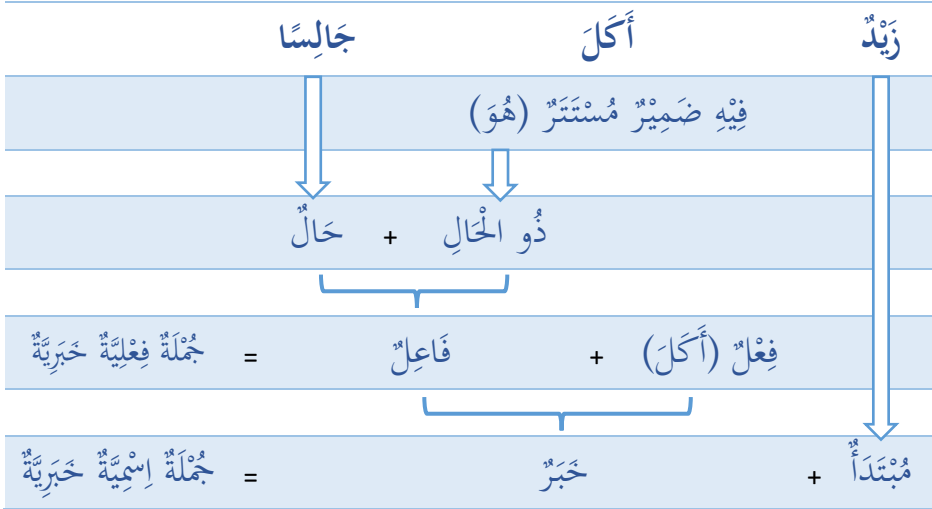 زَيْدٌ أَكَلَ جَالِسًا
فِيْهِ ضَمِيْرٌ مُسْتَتَرٌ (هُوَ)
ذُو الْحَالِ + حَالٌ
فِعْلٌ (أَكَلَ) + فَاعِلٌ = جُمْلَةٌ فِعْلِيَّةٌ خَبَرِيَّةٌ
مُبْتَدَأٌ + خَبَرٌ = جُمْلَةٌ اِسْمِيَّةٌ خَبَرِيَّةٌ